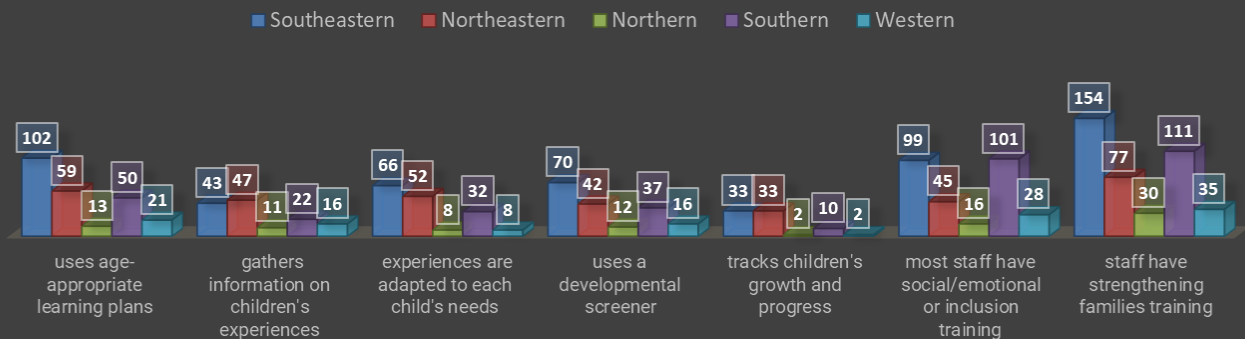 Southeastern Northeastern Northern Southern Western
102 59 13 50 21
43 47 11 22 16
66 52 8 32 8
70 42 12 37 16
33 33 2 10 2
99 45 16 101 28
154 77 30 111 35
uses age-
appropriate
learning plans
gathers
information on
children's
experiences
experiences are
adapted to each
child's needs
uses a
developmental
screener
tracks children's
growth and
progress
most staff have
social/emotional
or inclusion
training
staff have
strengthening
families training